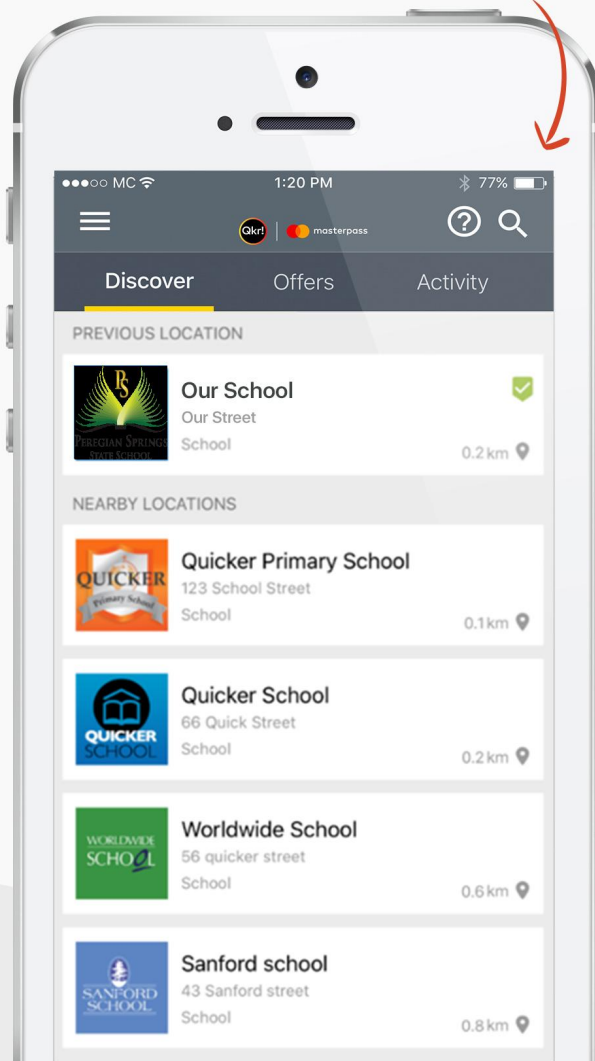 MC
1:20 PM
77%
Qkr!
masterpass
Discover
Offers
Activity
PREVIOUS LOCATION
PS
PEREGIAN SPRINGS
STATE SCHOOL
Our School
Our Street
School
0.2 km
NEARBY LOCATIONS
QUICKER
Primary School
Quicker Primary School
123 School Street
School
0.1 km
QUICKER
SCHOOL
Quicker School
66 Quick Street
School
0.2 km
WORLDWIDE
SCHOOL
Worldwide School
56 quicker street
School
0.6 km
SANFORD
SCHOOL
Sanford school
43 Sanford street
School
0.8 km